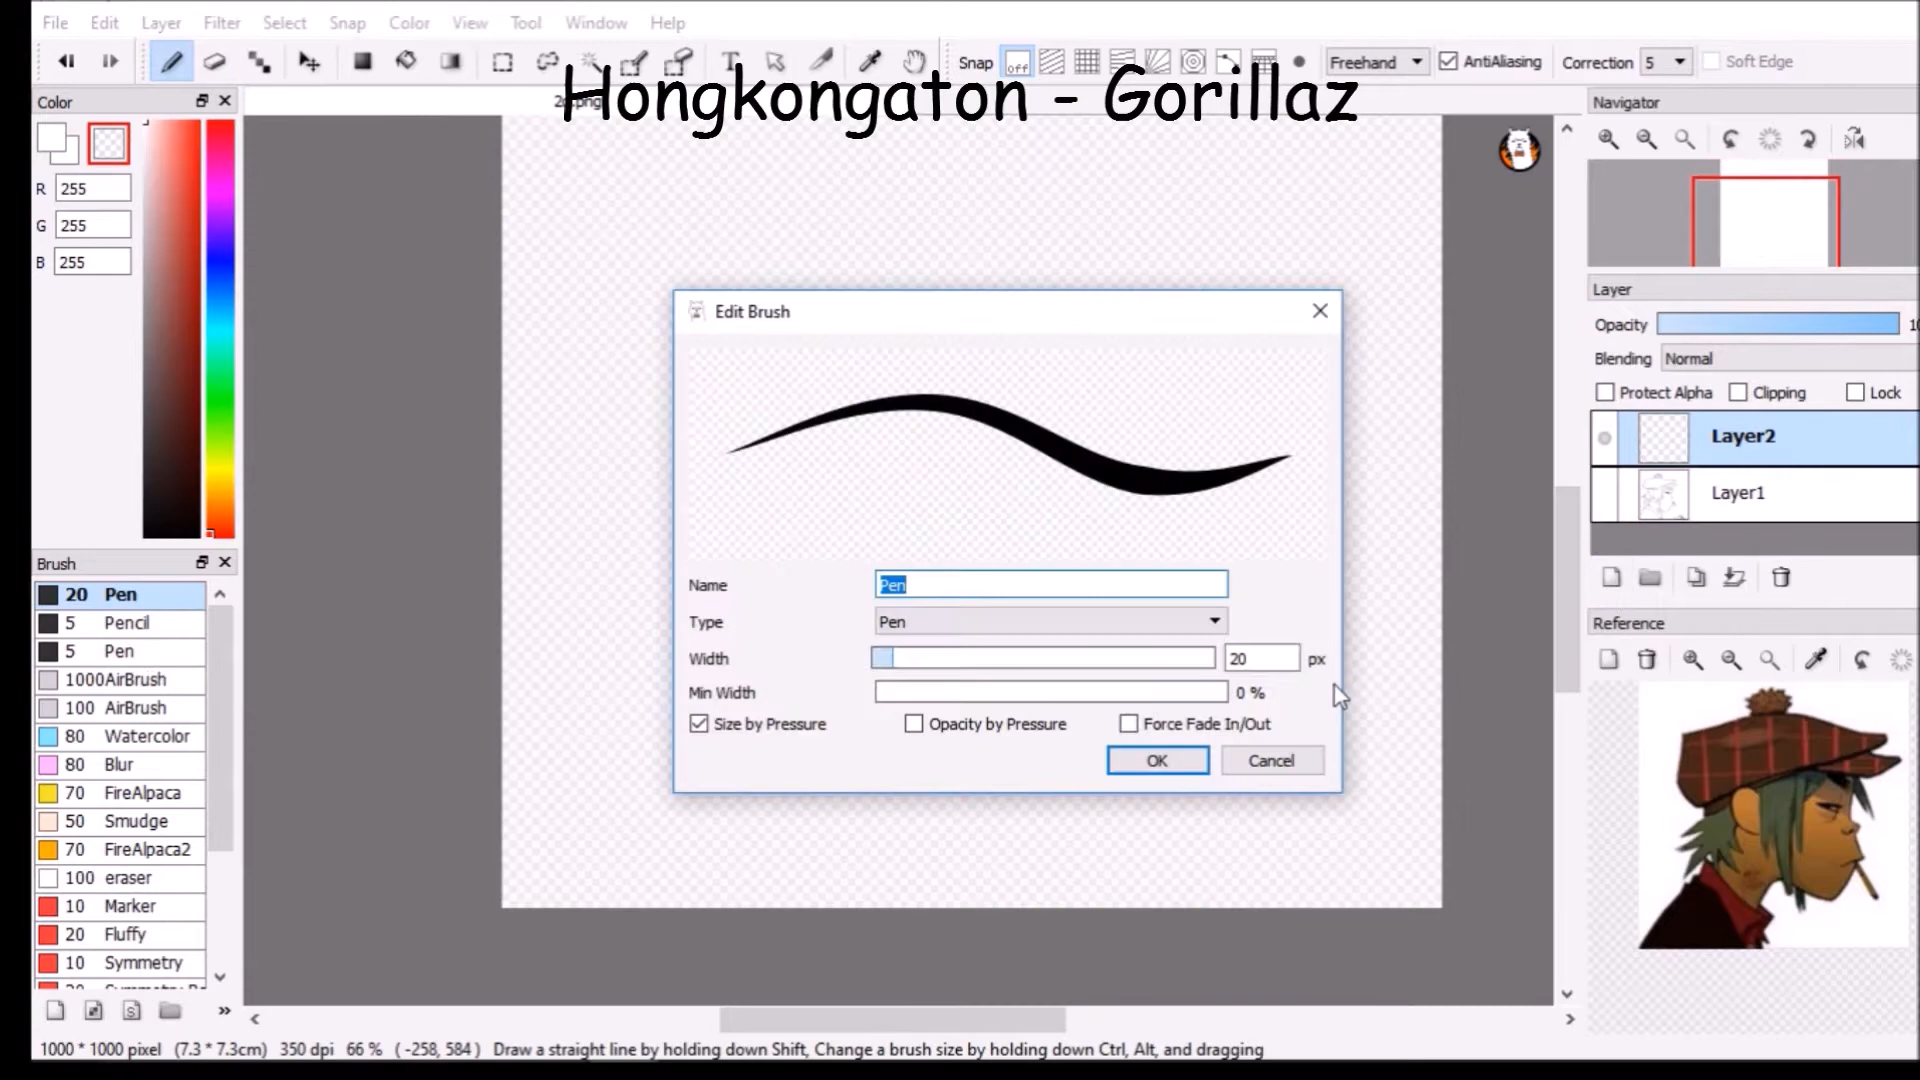 File Edit Layer Filter Select Snap Color View Tool Window Help
Snap off Freehand AntiAliasing Correction 5 Soft Edge
Hongkongaton - Gorillaz
Color
R 255
G 255
B 255
Brush
20 Pen
5 Pencil
5 Pen
1000 AirBrush
100 AirBrush
80 Watercolor
80 Blur
70 FireAlpaca
50 Smudge
70 FireAlpaca2
100 eraser
10 Marker
20 Fluffy
10 Symmetry
Edit Brush
Name Pen
Type Pen
Width 20 px
Min Width 0 %
Size by Pressure Opacity by Pressure Force Fade In/Out
OK Cancel
Navigator
Layer
Opacity
Blending Normal
Protect Alpha Clipping Lock
Layer2
Layer1
Reference
1000 * 1000 pixel (7.3 * 7.3cm) 350 dpi 66 % ( -258, 584 ) Draw a straight line by holding down Shift, Change a brush size by holding down Ctrl, Alt, and dragging